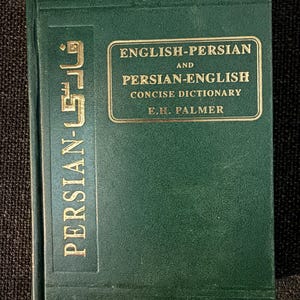 ENGLISH-PERSIAN
AND
PERSIAN-ENGLISH
CONCISE DICTIONARY
E.H. PALMER
PERSIAN-فارسی